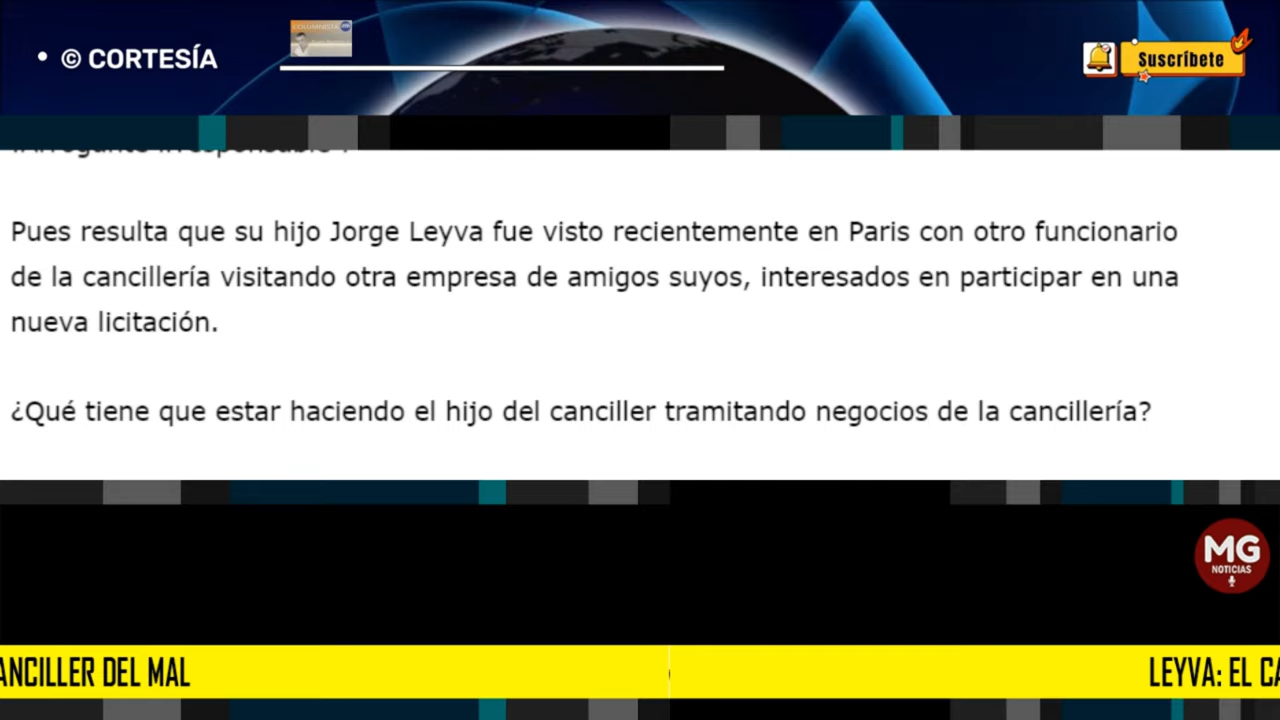 • © CORTESÍA
COLUMNISTA
Suscríbete
Pues resulta que su hijo Jorge Leyva fue visto recientemente en Paris con otro funcionario
de la cancillería visitando otra empresa de amigos suyos, interesados en participar en una
nueva licitación.
¿Qué tiene que estar haciendo el hijo del canciller tramitando negocios de la cancillería?
MG
NOTICIAS
ANCILLER DEL MAL
LEYVA: EL CA